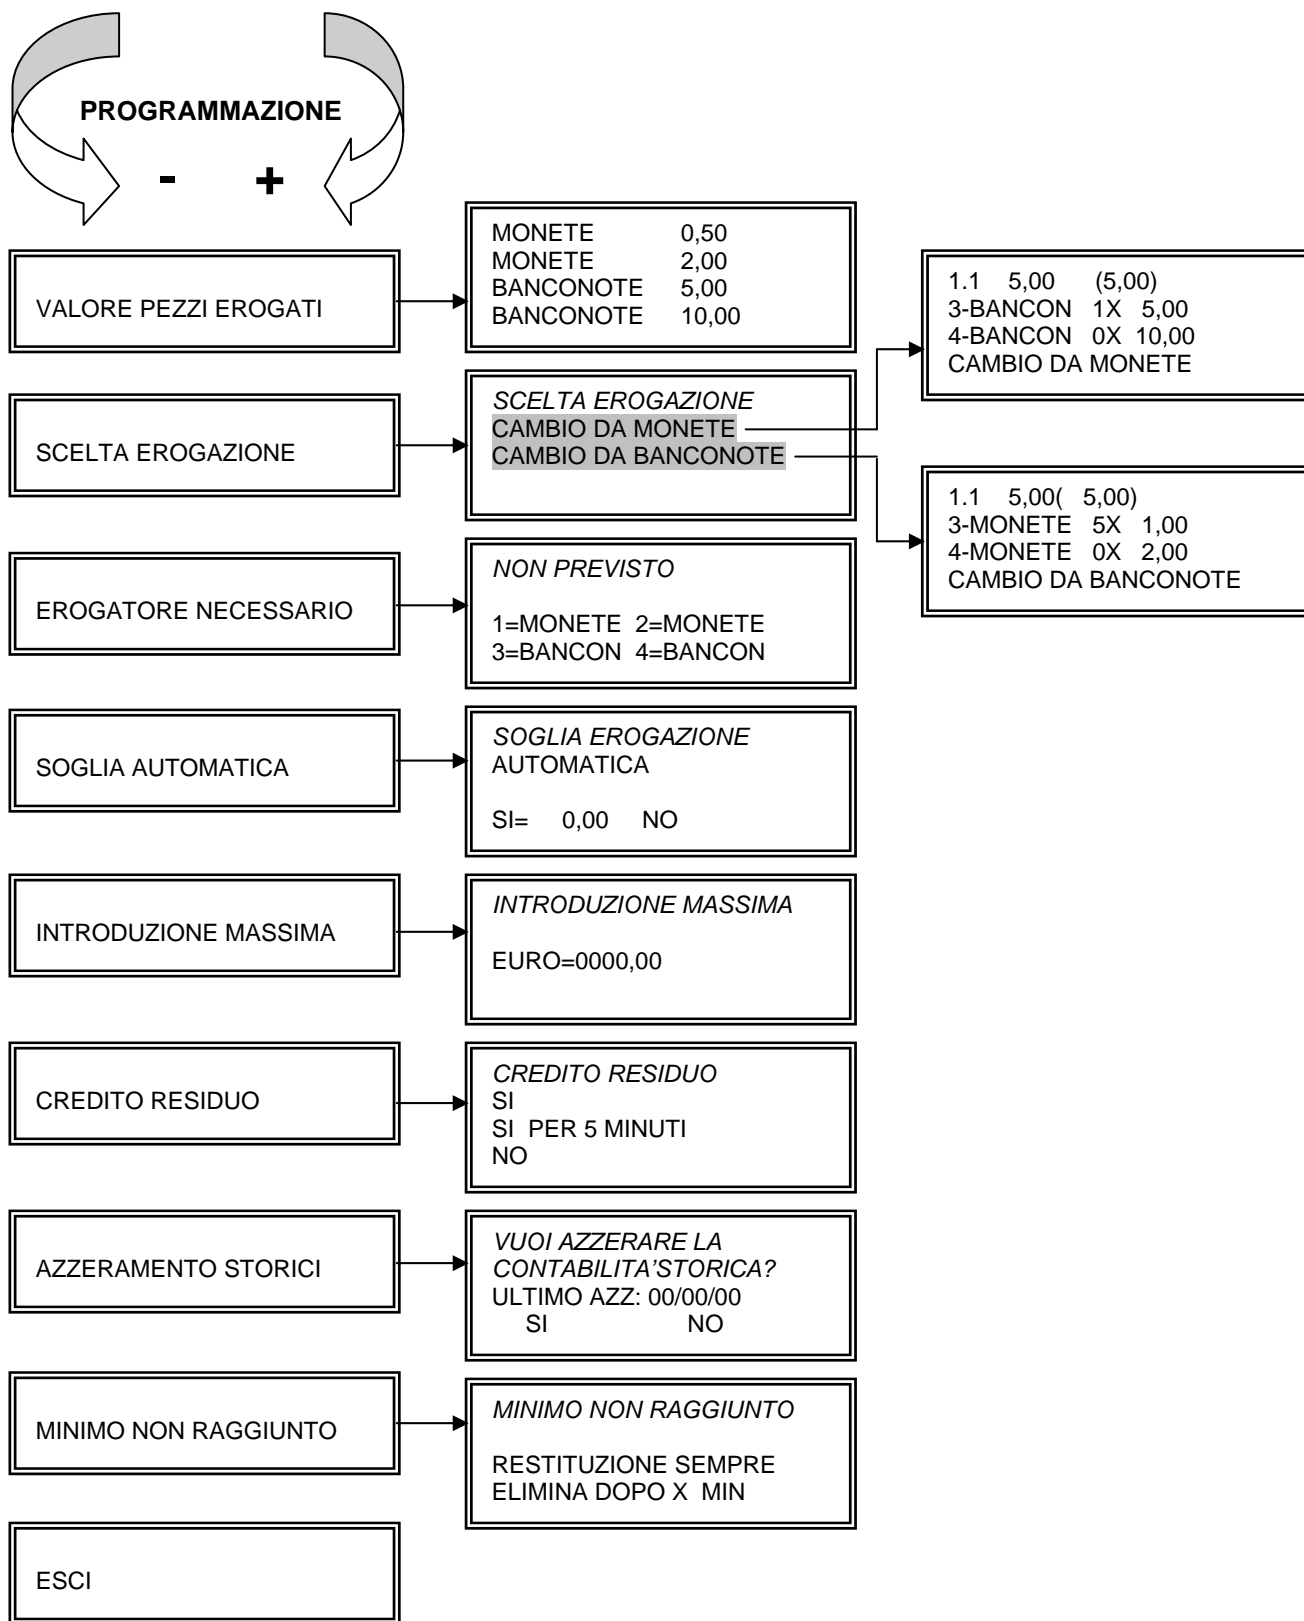 PROGRAMMAZIONE
- +
VALORE PEZZI EROGATI
MONETE 0,50
MONETE 2,00
BANCONOTE 5,00
BANCONOTE 10,00
1.1 5,00 (5,00)
3-BANCON 1X 5,00
4-BANCON 0X 10,00
CAMBIO DA MONETE
SCELTA EROGAZIONE
SCELTA EROGAZIONE
CAMBIO DA MONETE
CAMBIO DA BANCONOTE
1.1 5,00( 5,00)
3-MONETE 5X 1,00
4-MONETE 0X 2,00
CAMBIO DA BANCONOTE
EROGATORE NECESSARIO
NON PREVISTO
1=MONETE 2=MONETE
3=BANCON 4=BANCON
SOGLIA AUTOMATICA
SOGLIA EROGAZIONE
AUTOMATICA
SI= 0,00 NO
INTRODUZIONE MASSIMA
INTRODUZIONE MASSIMA
EURO=0000,00
CREDITO RESIDUO
CREDITO RESIDUO
SI
SI PER 5 MINUTI
NO
AZZERAMENTO STORICI
VUOI AZZERARE LA
CONTABILITA'STORICA?
ULTIMO AZZ: 00/00/00
SI NO
MINIMO NON RAGGIUNTO
MINIMO NON RAGGIUNTO
RESTITUZIONE SEMPRE
ELIMINA DOPO X MIN
ESCI